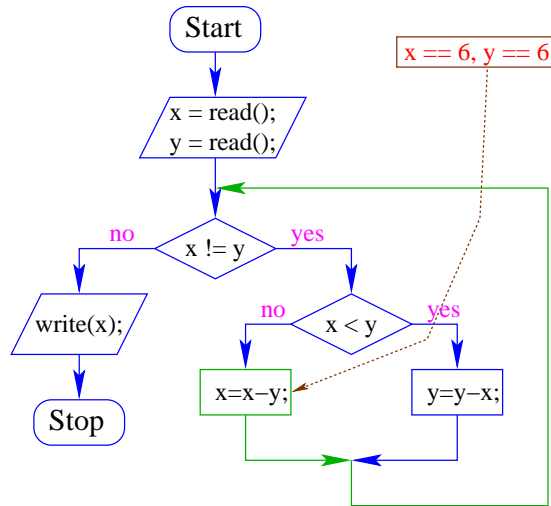 Start
x == 6, y == 6
x = read();
y = read();
no
yes
x != y
no
yes
write(x);
x < y
x=x−y;
y=y−x;
Stop